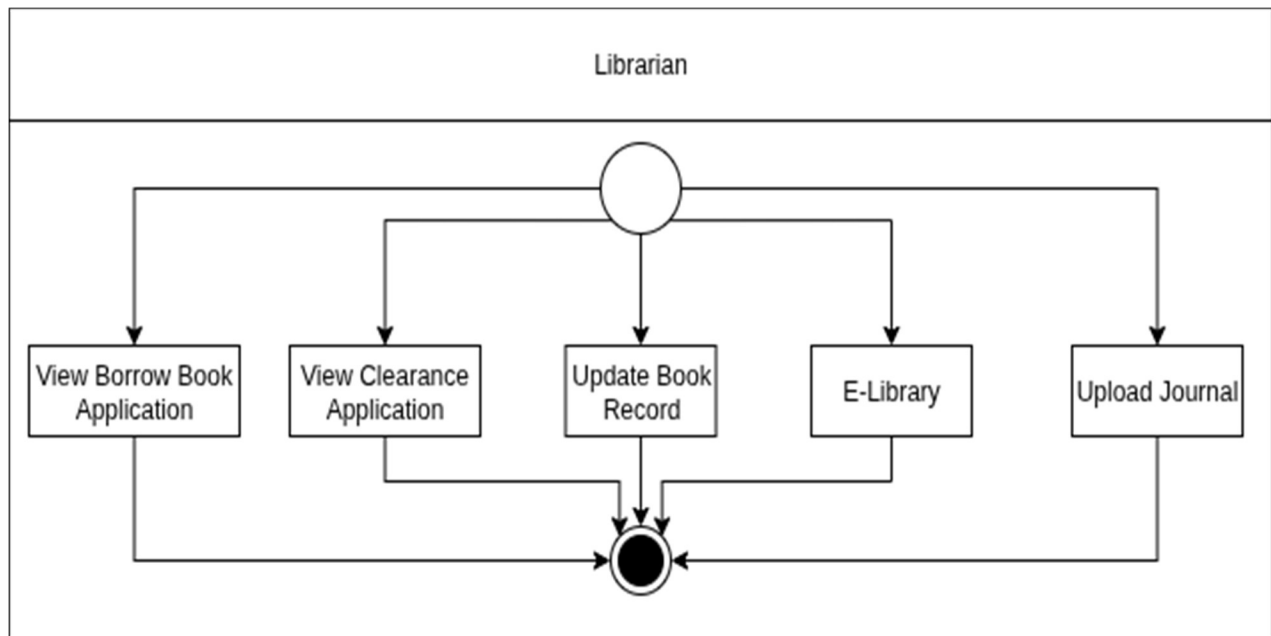 Librarian
View Borrow Book
Application
View Clearance
Application
Update Book
Record
E-Library
Upload Journal